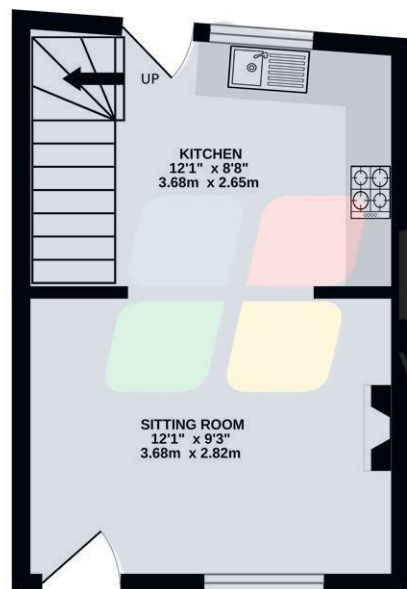 UP
KITCHEN
12'1" x 8'8"
3.68m x 2.65m
SITTING ROOM
12'1" x 9'3"
3.68m x 2.82m